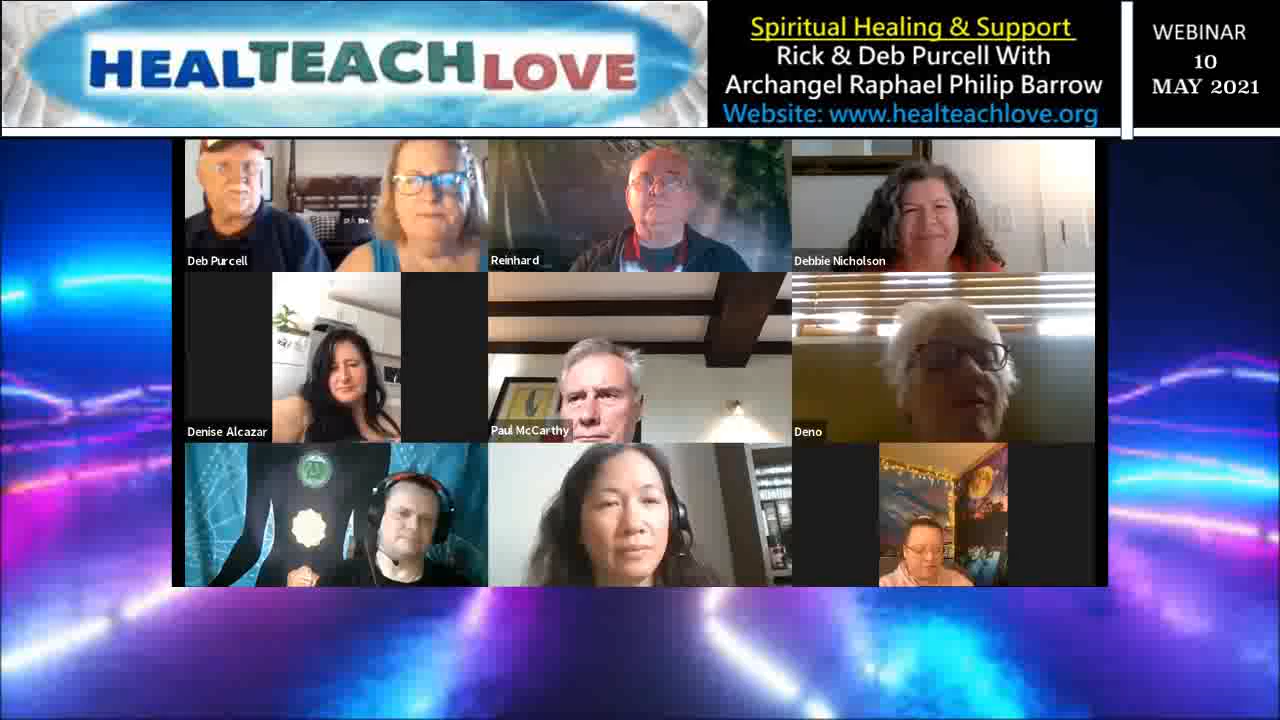 HEALTEACHLOVE
Spiritual Healing & Support
Rick & Deb Purcell With
Archangel Raphael Philip Barrow
Website: www.healteachlove.org
WEBINAR
10
MAY 2021
Deb Purcell
Reinhard
Debbie Nicholson
Denise Alcazar
Paul McCarthy
Deno